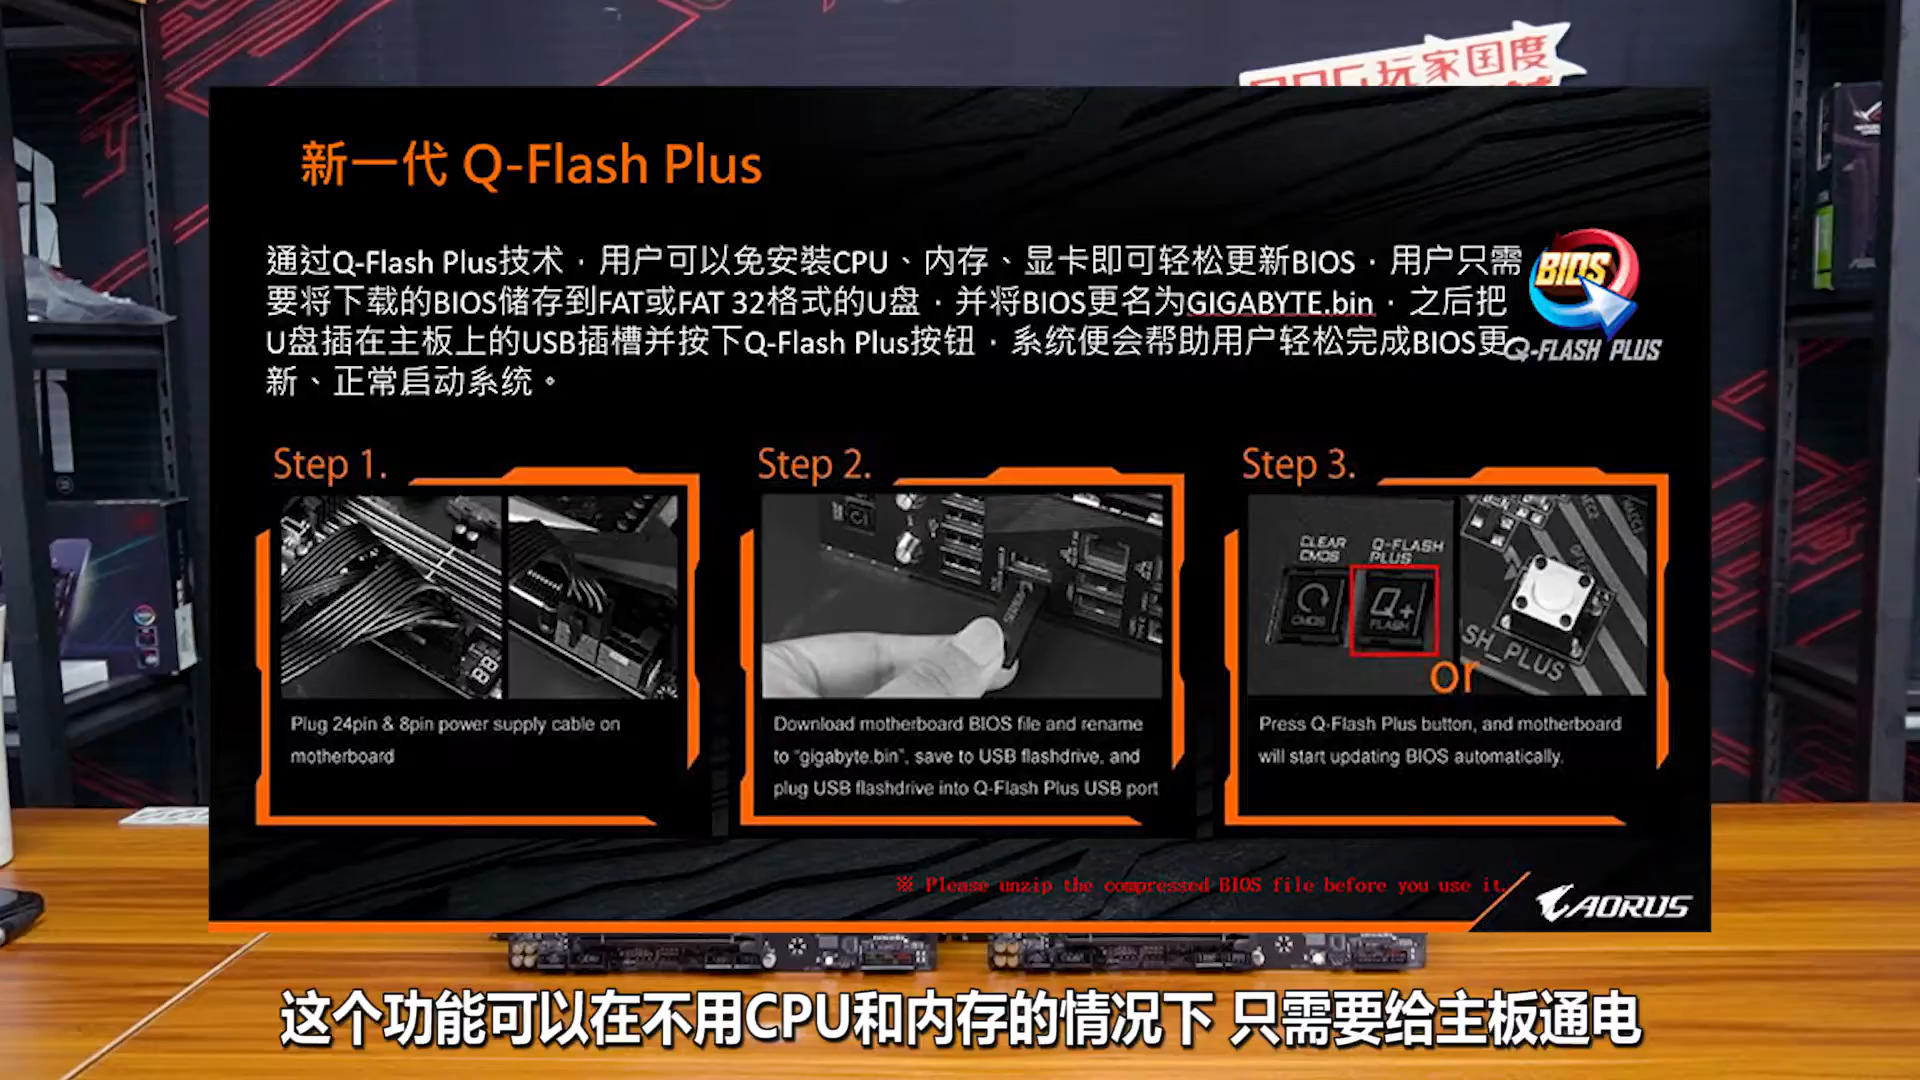 玩家国度
新一代 Q-Flash Plus
通过Q-Flash Plus技术，用户可以免安装CPU、内存、显卡即可轻松更新BIOS，用户只需
要将下载的BIOS储存到FAT或FAT 32格式的U盘，并将BIOS更名为GIGABYTE.bin，之后把
U盘插在主板上的USB插槽并按下Q-Flash Plus按钮，系统便会帮助用户轻松完成BIOS更
新、正常启动系统。
BIOS
Q-FLASH PLUS
Step 1.
Step 2.
Step 3.
88
CLEAR
CMOS
Q-FLASH
PLUS
CMOS
Q+
FLASH
or
SH_PLUS
Plug 24pin & 8pin power supply cable on
motherboard
Download motherboard BIOS file and rename
to "gigabyte.bin", save to USB flashdrive, and
plug USB flashdrive into Q-Flash Plus USB port
Press Q-Flash Plus button, and motherboard
will start updating BIOS automatically.
※ Please unzip the compressed BIOS file before you use it.
AORUS
这个功能可以在不用CPU和内存的情况下 只需要给主板通电